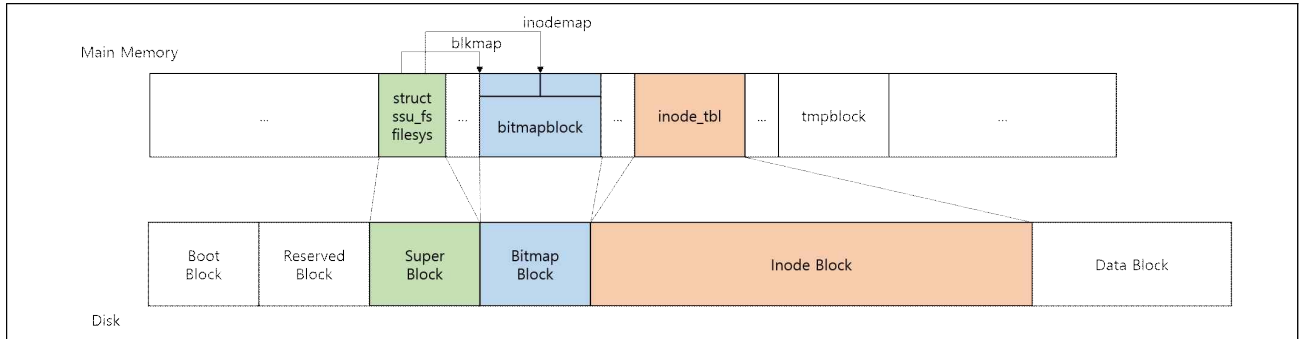 inodemap
blkmap
Main Memory
...
struct
ssu_fs
filesys
...
bitmapblock
...
inode_tbl
...
tmpblock
...
Boot
Block
Reserved
Block
Super
Block
Bitmap
Block
Inode Block
Data Block
Disk